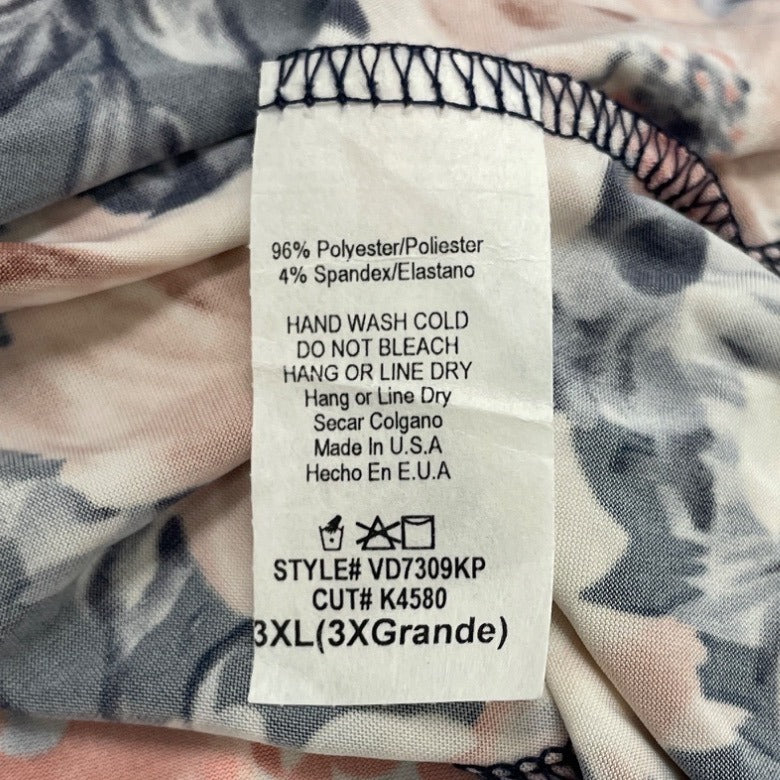 96% Polyester/Poliester
4% Spandex/Elastano
HAND WASH COLD
DO NOT BLEACH
HANG OR LINE DRY
Hang or Line Dry
Secar Colgano
Made In U.S.A
Hecho En E.U.A
STYLE# VD7309KP
CUT# K4580
3XL(3XGrande)